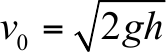 v₀ = √2gh